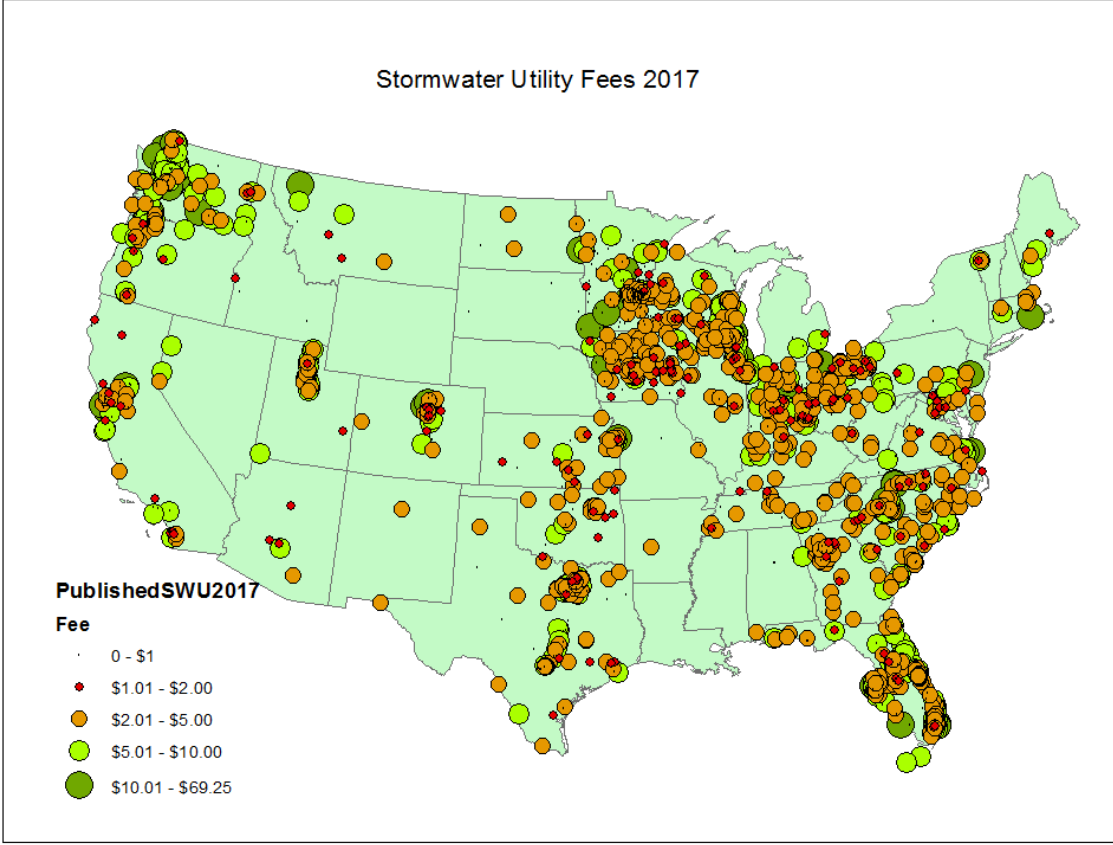 Stormwater Utility Fees 2017
PublishedSWU2017
Fee
0 - $1
$1.01 - $2.00
$2.01 - $5.00
$5.01 - $10.00
$10.01 - $69.25